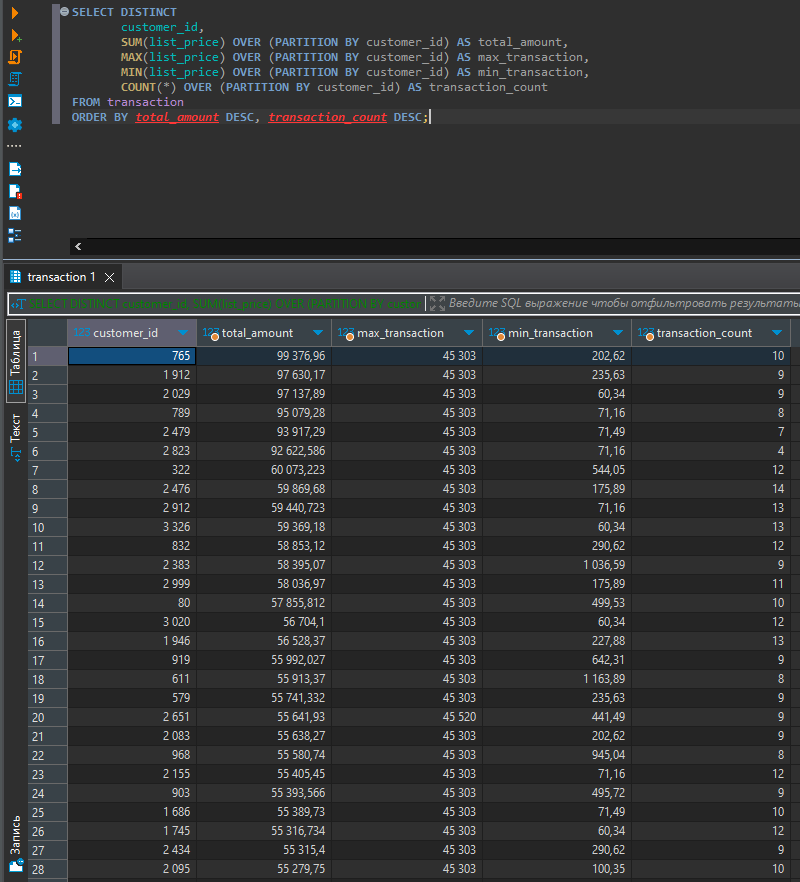 SELECT DISTINCT
customer_id,
SUM(list_price) OVER (PARTITION BY customer_id) AS total_amount,
MAX(list_price) OVER (PARTITION BY customer_id) AS max_transaction,
MIN(list_price) OVER (PARTITION BY customer_id) AS min_transaction,
COUNT(*) OVER (PARTITION BY customer_id) AS transaction_count
FROM transaction
ORDER BY total_amount DESC, transaction_count DESC;
transaction 1
SELECT DISTINCT customer_id, SUM(list_price) OVER (PARTITION BY custor Введите SQL выражение чтобы отфильтровать результаты
Таблица
Текст
Запись
123 customer_id 123 total_amount 123 max_transaction 123 min_transaction 123 transaction_count
1 765 99 376,96 45 303 202,62 10
2 1 912 97 630,17 45 303 235,63 9
3 2 029 97 137,89 45 303 60,34 9
4 789 95 079,28 45 303 71,16 8
5 2 479 93 917,29 45 303 71,49 7
6 2 823 92 622,586 45 303 71,16 4
7 322 60 073,223 45 303 544,05 12
8 2 476 59 869,68 45 303 175,89 14
9 2 912 59 440,723 45 303 71,16 13
10 3 326 59 369,18 45 303 60,34 13
11 832 58 853,12 45 303 290,62 12
12 2 383 58 395,07 45 303 1 036,59 9
13 2 999 58 036,97 45 303 175,89 11
14 80 57 855,812 45 303 499,53 10
15 3 020 56 704,1 45 303 60,34 12
16 1 946 56 528,37 45 303 227,88 13
17 919 55 992,027 45 303 642,31 9
18 611 55 913,37 45 303 1 163,89 8
19 579 55 741,332 45 303 235,63 9
20 2 651 55 641,93 45 520 441,49 9
21 2 083 55 638,27 45 303 202,62 9
22 968 55 580,74 45 303 945,04 8
23 2 155 55 405,45 45 303 71,16 12
24 903 55 393,566 45 303 495,72 9
25 1 686 55 389,73 45 303 71,49 10
26 1 745 55 316,734 45 303 60,34 12
27 2 434 55 315,4 45 303 290,62 9
28 2 095 55 279,75 45 303 100,35 10